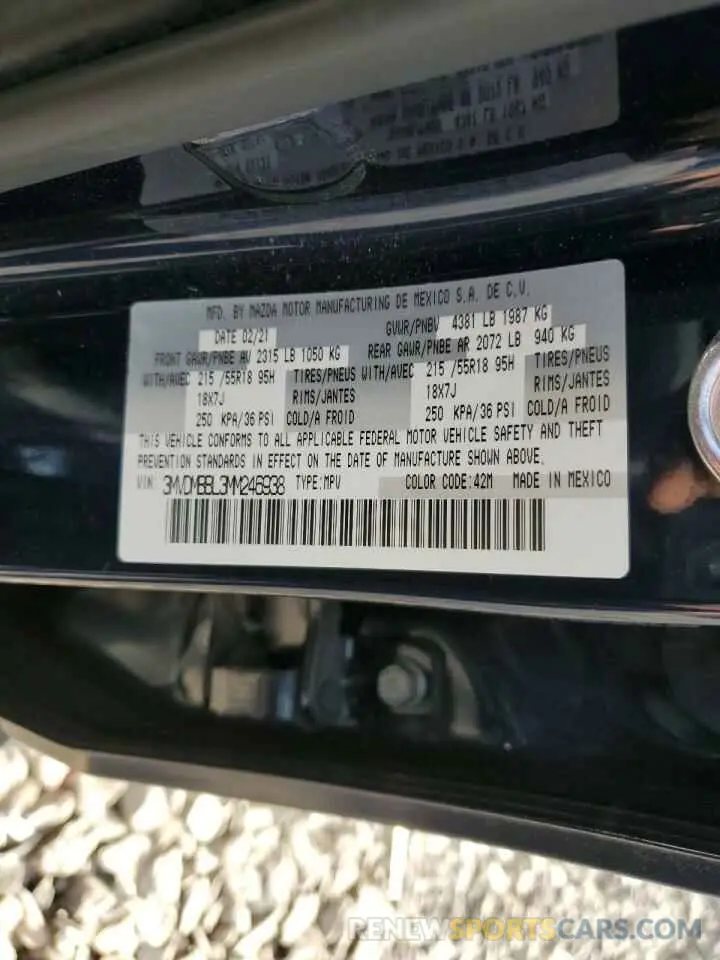 MFD. BY MAZDA MOTOR MANUFACTURING DE MEXICO S.A. DE C.V.
DATE 02/21 GVWR/PNBV 4381 LB 1987 KG
FRONT GAWR/PNBE AV 2315 LB 1050 KG REAR GAWR/PNBE AR 2072 LB 940 KG
WITH/AVEC 215 /55R18 95H TIRES/PNEUS WITH/AVEC 215 /55R18 95H TIRES/PNEUS
18X7J RIMS/JANTES 18X7J RIMS/JANTES
250 KPA/36 PSI COLD/A FROID 250 KPA/36 PSI COLD/A FROID
THIS VEHICLE CONFORMS TO ALL APPLICABLE FEDERAL MOTOR VEHICLE SAFETY AND THEFT
PREVENTION STANDARDS IN EFFECT ON THE DATE OF MANUFACTURE SHOWN ABOVE.
VIN: 3MVDMBBL3MM246938 TYPE:MPV COLOR CODE:42M MADE IN MEXICO
RENEWSPORTSCARS.COM